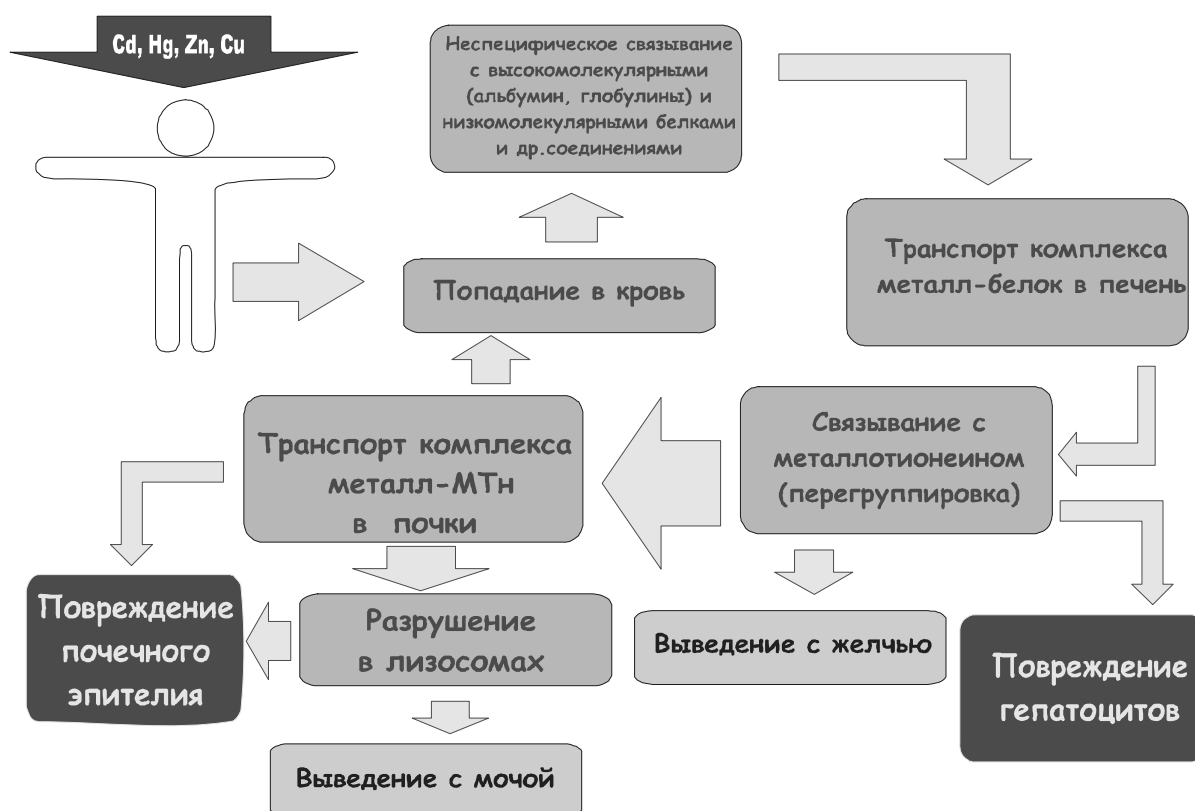 Cd, Hg, Zn, Cu
Неспецифическое связывание
с высокомолекулярными
(альбумин, глобулины) и
низкомолекулярными белками
и др.соединениями
Транспорт комплекса
металл-белок в печень
Попадание в кровь
Связывание с
металлотионеином
(перегруппировка)
Транспорт комплекса
металл-МТн
в почки
Повреждение
почечного
эпителия
Разрушение
в лизосомах
Выведение с желчью
Повреждение
гепатоцитов
Выведение с мочой